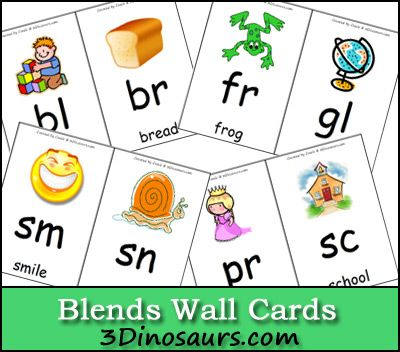 bl
br
bread
fr
frog
gl
sm
smile
sn
pr
sc
school
Blends Wall Cards
3Dinosaurs.com